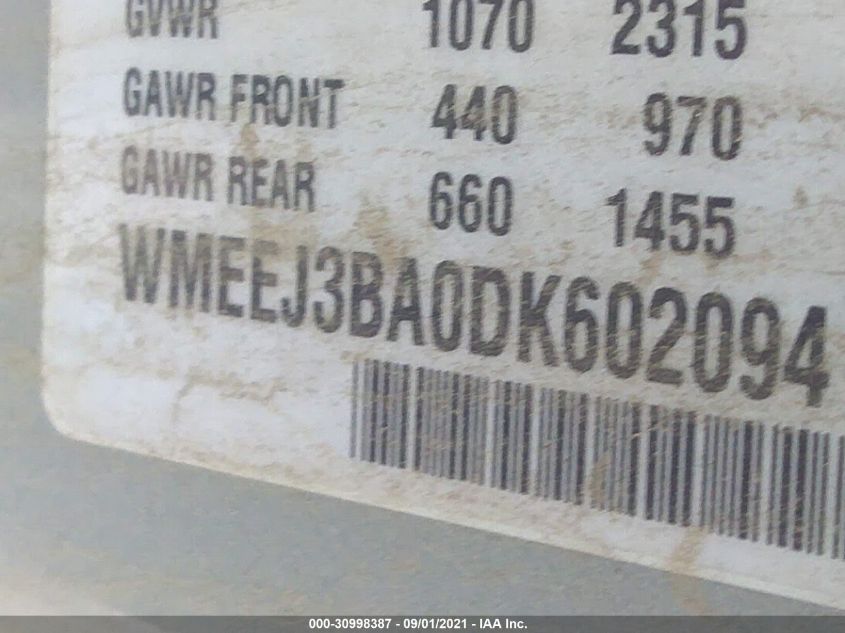 GVWR 1070 2315
GAWR FRONT 440 970
GAWR REAR 660 1455
WMEEJ3BA0DK602094
000-30998387 - 09/01/2021 - IAA Inc.